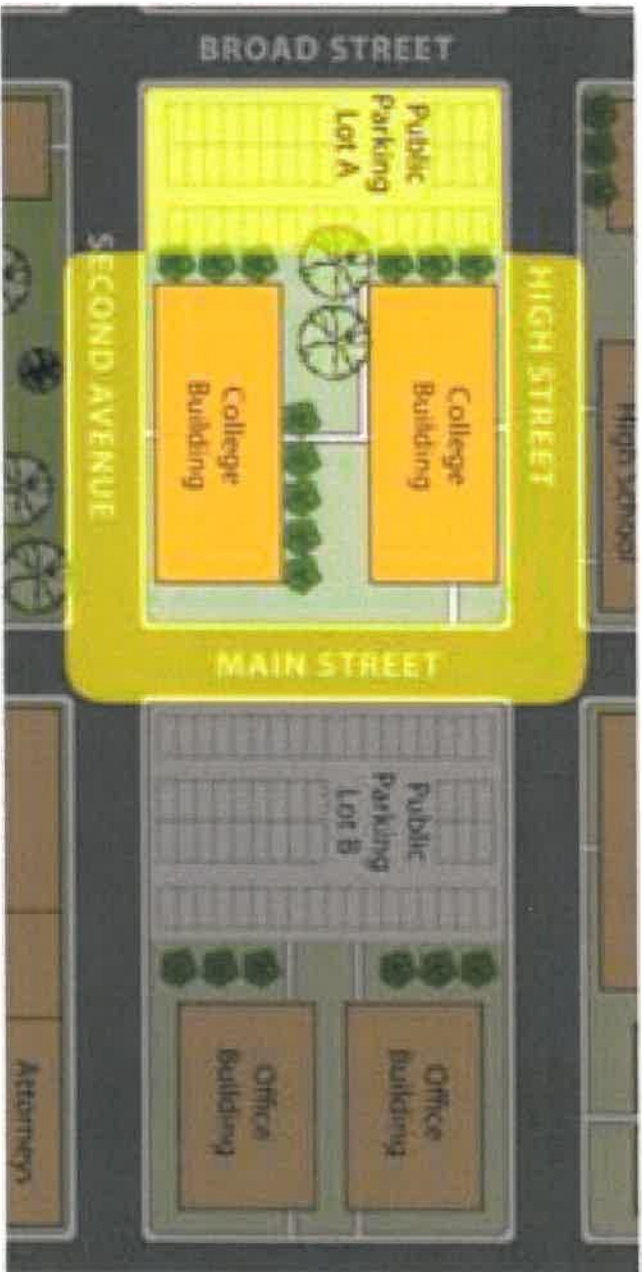 BROAD STREET
Public
Parking
Lot A
SECOND AVENUE
HIGH STREET
High School
College
Building
College
Building
MAIN STREET
Public
Parking
Lot B
Office
Building
Office
Building
Attorneys